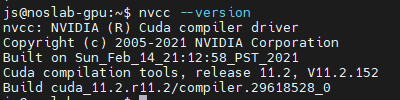 js@noslab-gpu:~$ nvcc --version
nvcc: NVIDIA (R) Cuda compiler driver
Copyright (c) 2005-2021 NVIDIA Corporation
Built on Sun_Feb_14_21:12:58_PST_2021
Cuda compilation tools, release 11.2, V11.2.152
Build cuda_11.2.r11.2/compiler.29618528_0